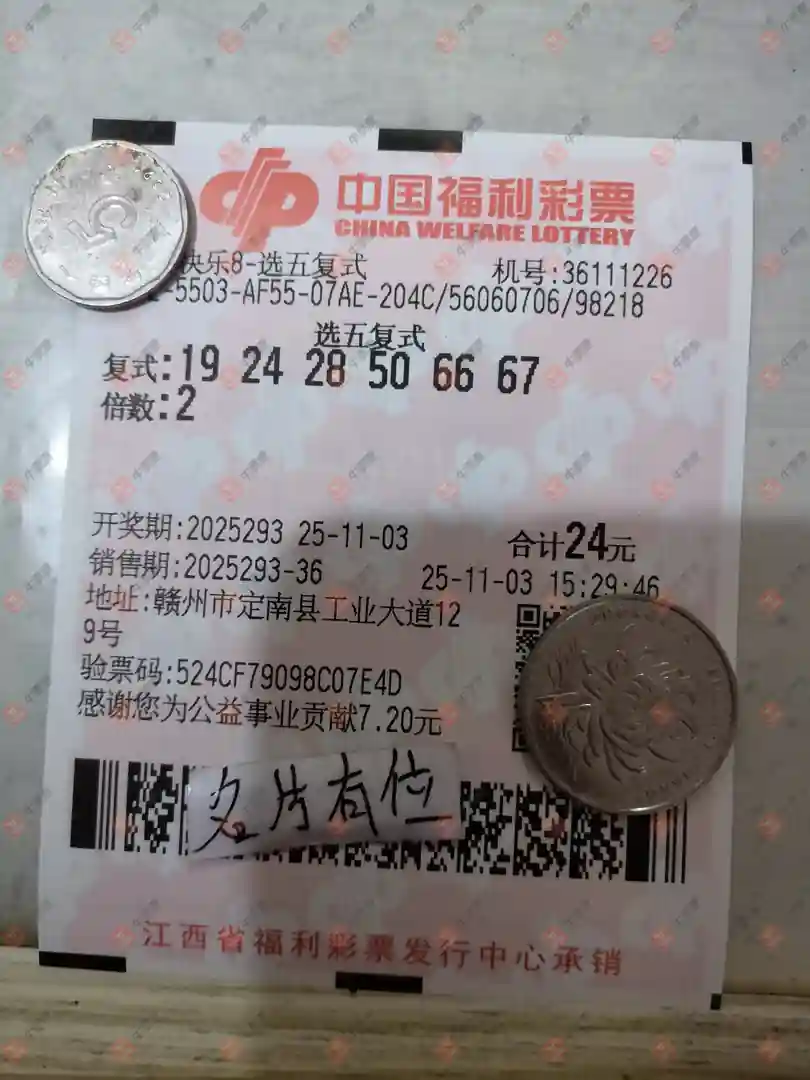 中国福利彩票
CHINA WELFARE LOTTERY
快乐8-选五复式 机号:36111226
-5503-AF55-07AE-204C/56060706/98218
选五复式
复式:19 24 28 50 66 67
倍数:2
开奖期:2025293 25-11-03 合计24元
销售期:2025293-36 25-11-03 15:29:46
地址:赣州市定南县工业大道12
9号
验票码:524CF79098C07E4D
感谢您为公益事业贡献7.20元
名片有位
江西省福利彩票发行中心承销
5